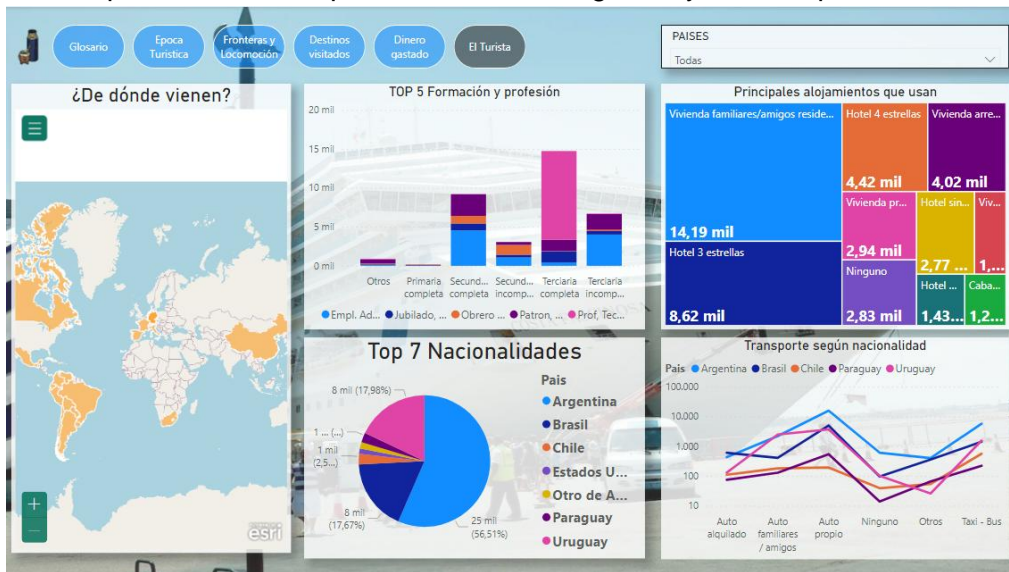 Glosario
Epoca
Turistica
Fronteras y
Locomoción
Destinos
visitados
Dinero
gastado
El Turista
PAISES
Todas
¿De dónde vienen?
esri
TOP 5 Formación y profesión
20 mil
15 mil
10 mil
5 mil
0 mil
Otros
Primaria
completa
Secund...
completa
Secund...
incomp...
Terciaria
completa
Terciaria
incomp...
Empl. Ad...
Jubilado, ...
Obrero ...
Patron, ...
Prof, Tec...
Principales alojamientos que usan
Vivienda familiares/amigos reside...
14,19 mil
Hotel 3 estrellas
8,62 mil
Hotel 4 estrellas
4,42 mil
Vivienda arre...
4,02 mil
Vivienda pr...
2,94 mil
Hotel sin...
2,77 ...
Viv...
1,...
Ninguno
2,83 mil
Hotel ...
1,43...
Caba...
1,2...
Top 7 Nacionalidades
8 mil (17,98%)
1 ... (...)
1 mil
(2,5...)
8 mil
(17,67%)
25 mil
(56,51%)
Pais
Argentina
Brasil
Chile
Estados U...
Otro de A...
Paraguay
Uruguay
Transporte según nacionalidad
Pais Argentina Brasil Chile Paraguay Uruguay
100.000
10.000
1.000
100
10
Auto
alquilado
Auto
familiares
/ amigos
Auto
propio
Ninguno
Otros
Taxi - Bus